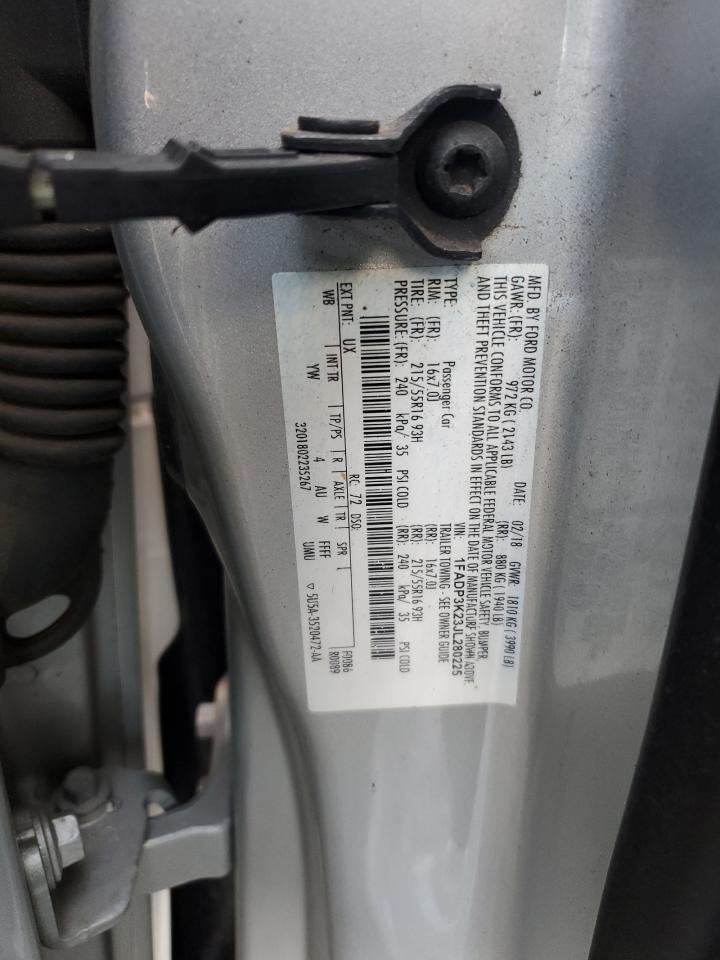 MFD. BY FORD MOTOR CO.
DATE: 02/18 GVWR: 1810 KG ( 3990 LB)
GAWR: (FR): 972 KG ( 2143 LB) (RR): 880 KG ( 1940 LB)
THIS VEHICLE CONFORMS TO ALL APPLICABLE FEDERAL MOTOR VEHICLE SAFETY, BUMPER,
AND THEFT PREVENTION STANDARDS IN EFFECT ON THE DATE OF MANUFACTURE SHOWN ABOVE.
VIN: 1FADP3K23JL280225
TYPE: Passenger Car TRAILER TOWING - SEE OWNER GUIDE
RIM: (FR): 16x7.0J (RR): 16x7.0J
TIRE: (FR): 215/55R16 93H (RR): 215/55R16 93H
PRESSURE: (FR): 240 kPa/ 35 PSI COLD (RR): 240 kPa/ 35 PSI COLD
EXT PNT: UX RC: 72 DSO: F0086
R0089
WB INT TR TP/PS R AXLE TR SPR
YW 4 AU W FFFF UMU ▽ 5U5A-3520472-AA
3201802235267